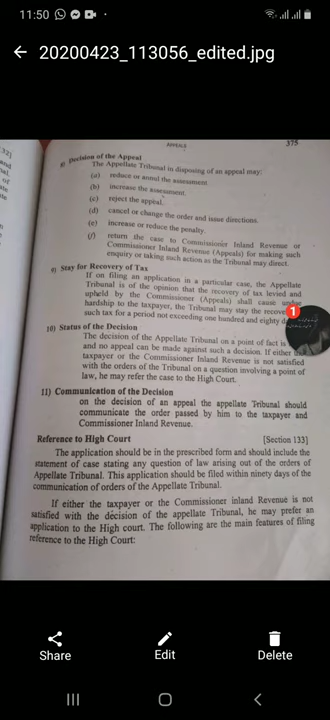 11:50
20200423_113056_edited.jpg
APPEALS
375
8) Decision of the Appeal
The Appellate Tribunal in disposing of an appeal may:
(a) reduce or annul the assessment
(b) increase the assessment.
(c) reject the appeal.
(d) cancel or change the order and issue directions.
(e) increase or reduce the penalty.
(f) return the case to Commissioner Inland Revenue or
Commissioner Inland Revenue (Appeals) for making such
enquiry or taking such action as the Tribunal may direct.
9) Stay for Recovery of Tax
If on filing an application in a particular case, the Appellate
Tribunal is of the opinion that the recovery of tax levied and
upheld by the Commissioner (Appeals) shall cause undue
hardship to the taxpayer, the Tribunal may stay the recovery
such tax for a period not exceeding one hundred and eighty
1
10) Status of the Decision
The decision of the Appellate Tribunal on a point of fact is
and no appeal can be made against such a decision. If either
taxpayer or the Commissioner Inland Revenue is not satisfied
with the orders of the Tribunal on a question involving a point of
law, he may refer the case to the High Court.
11) Communication of the Decision
on the decision of an appeal the appellate Tribunal should
communicate the order passed by him to the taxpayer and
Commissioner Inland Revenue.
Reference to High Court [Section 133]
The application should be in the prescribed form and should include the
statement of case stating any question of law arising out of the orders of
Appellate Tribunal. This application should be filed within ninety days of the
communication of orders of the Appellate Tribunal.
If either the taxpayer or the Commissioner inland Revenue is not
satisfied with the decision of the appellate Tribunal, he may prefer an
application to the High court. The following are the main features of filing
reference to the High Court:
Share
Edit
Delete